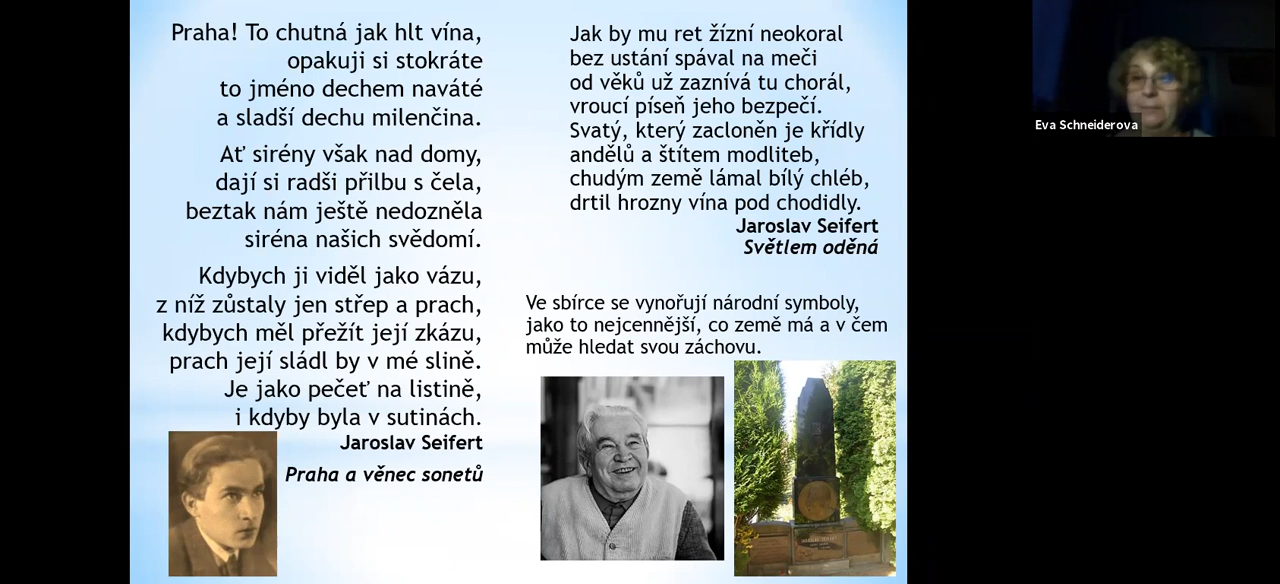 Praha! To chutná jak hlt vína,
opakuji si stokráte
to jméno dechem naváté
a sladší dechu milenčina.
Ať sirény však nad domy,
dají si radši přilbu s čela,
beztak nám ještě nedozněla
siréna našich svědomí.
Kdybych ji viděl jako vázu,
z níž zůstaly jen střep a prach,
kdybych měl přežít její zkázu,
prach její sládl by v mé slině.
Je jako pečeť na listině,
i kdyby byla v sutinách.
Jaroslav Seifert
Praha a věnec sonetů
Jak by mu ret žízní neokoral
bez ustání spával na meči
od věků už zaznívá tu chorál,
vroucí píseň jeho bezpečí.
Svatý, který zacloněn je křídly
andělů a štítem modliteb,
chudým země lámal bílý chléb,
drtil hrozny vína pod chodidly.
Jaroslav Seifert
Světlem oděná
Ve sbírce se vynořují národní symboly,
jako to nejcennější, co země má a v čem
může hledat svou záchovu.
Eva Schneiderova